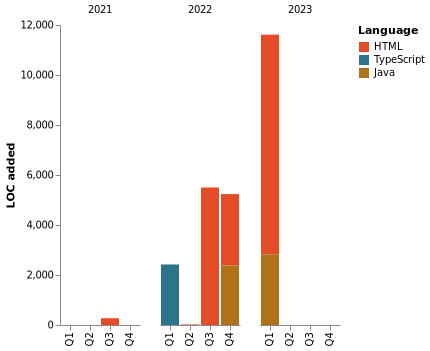 2021 2022 2023
Language
HTML
TypeScript
Java
LOC added
12,000
10,000
8,000
6,000
4,000
2,000
0
Q1 Q2 Q3 Q4 Q1 Q2 Q3 Q4 Q1 Q2 Q3 Q4